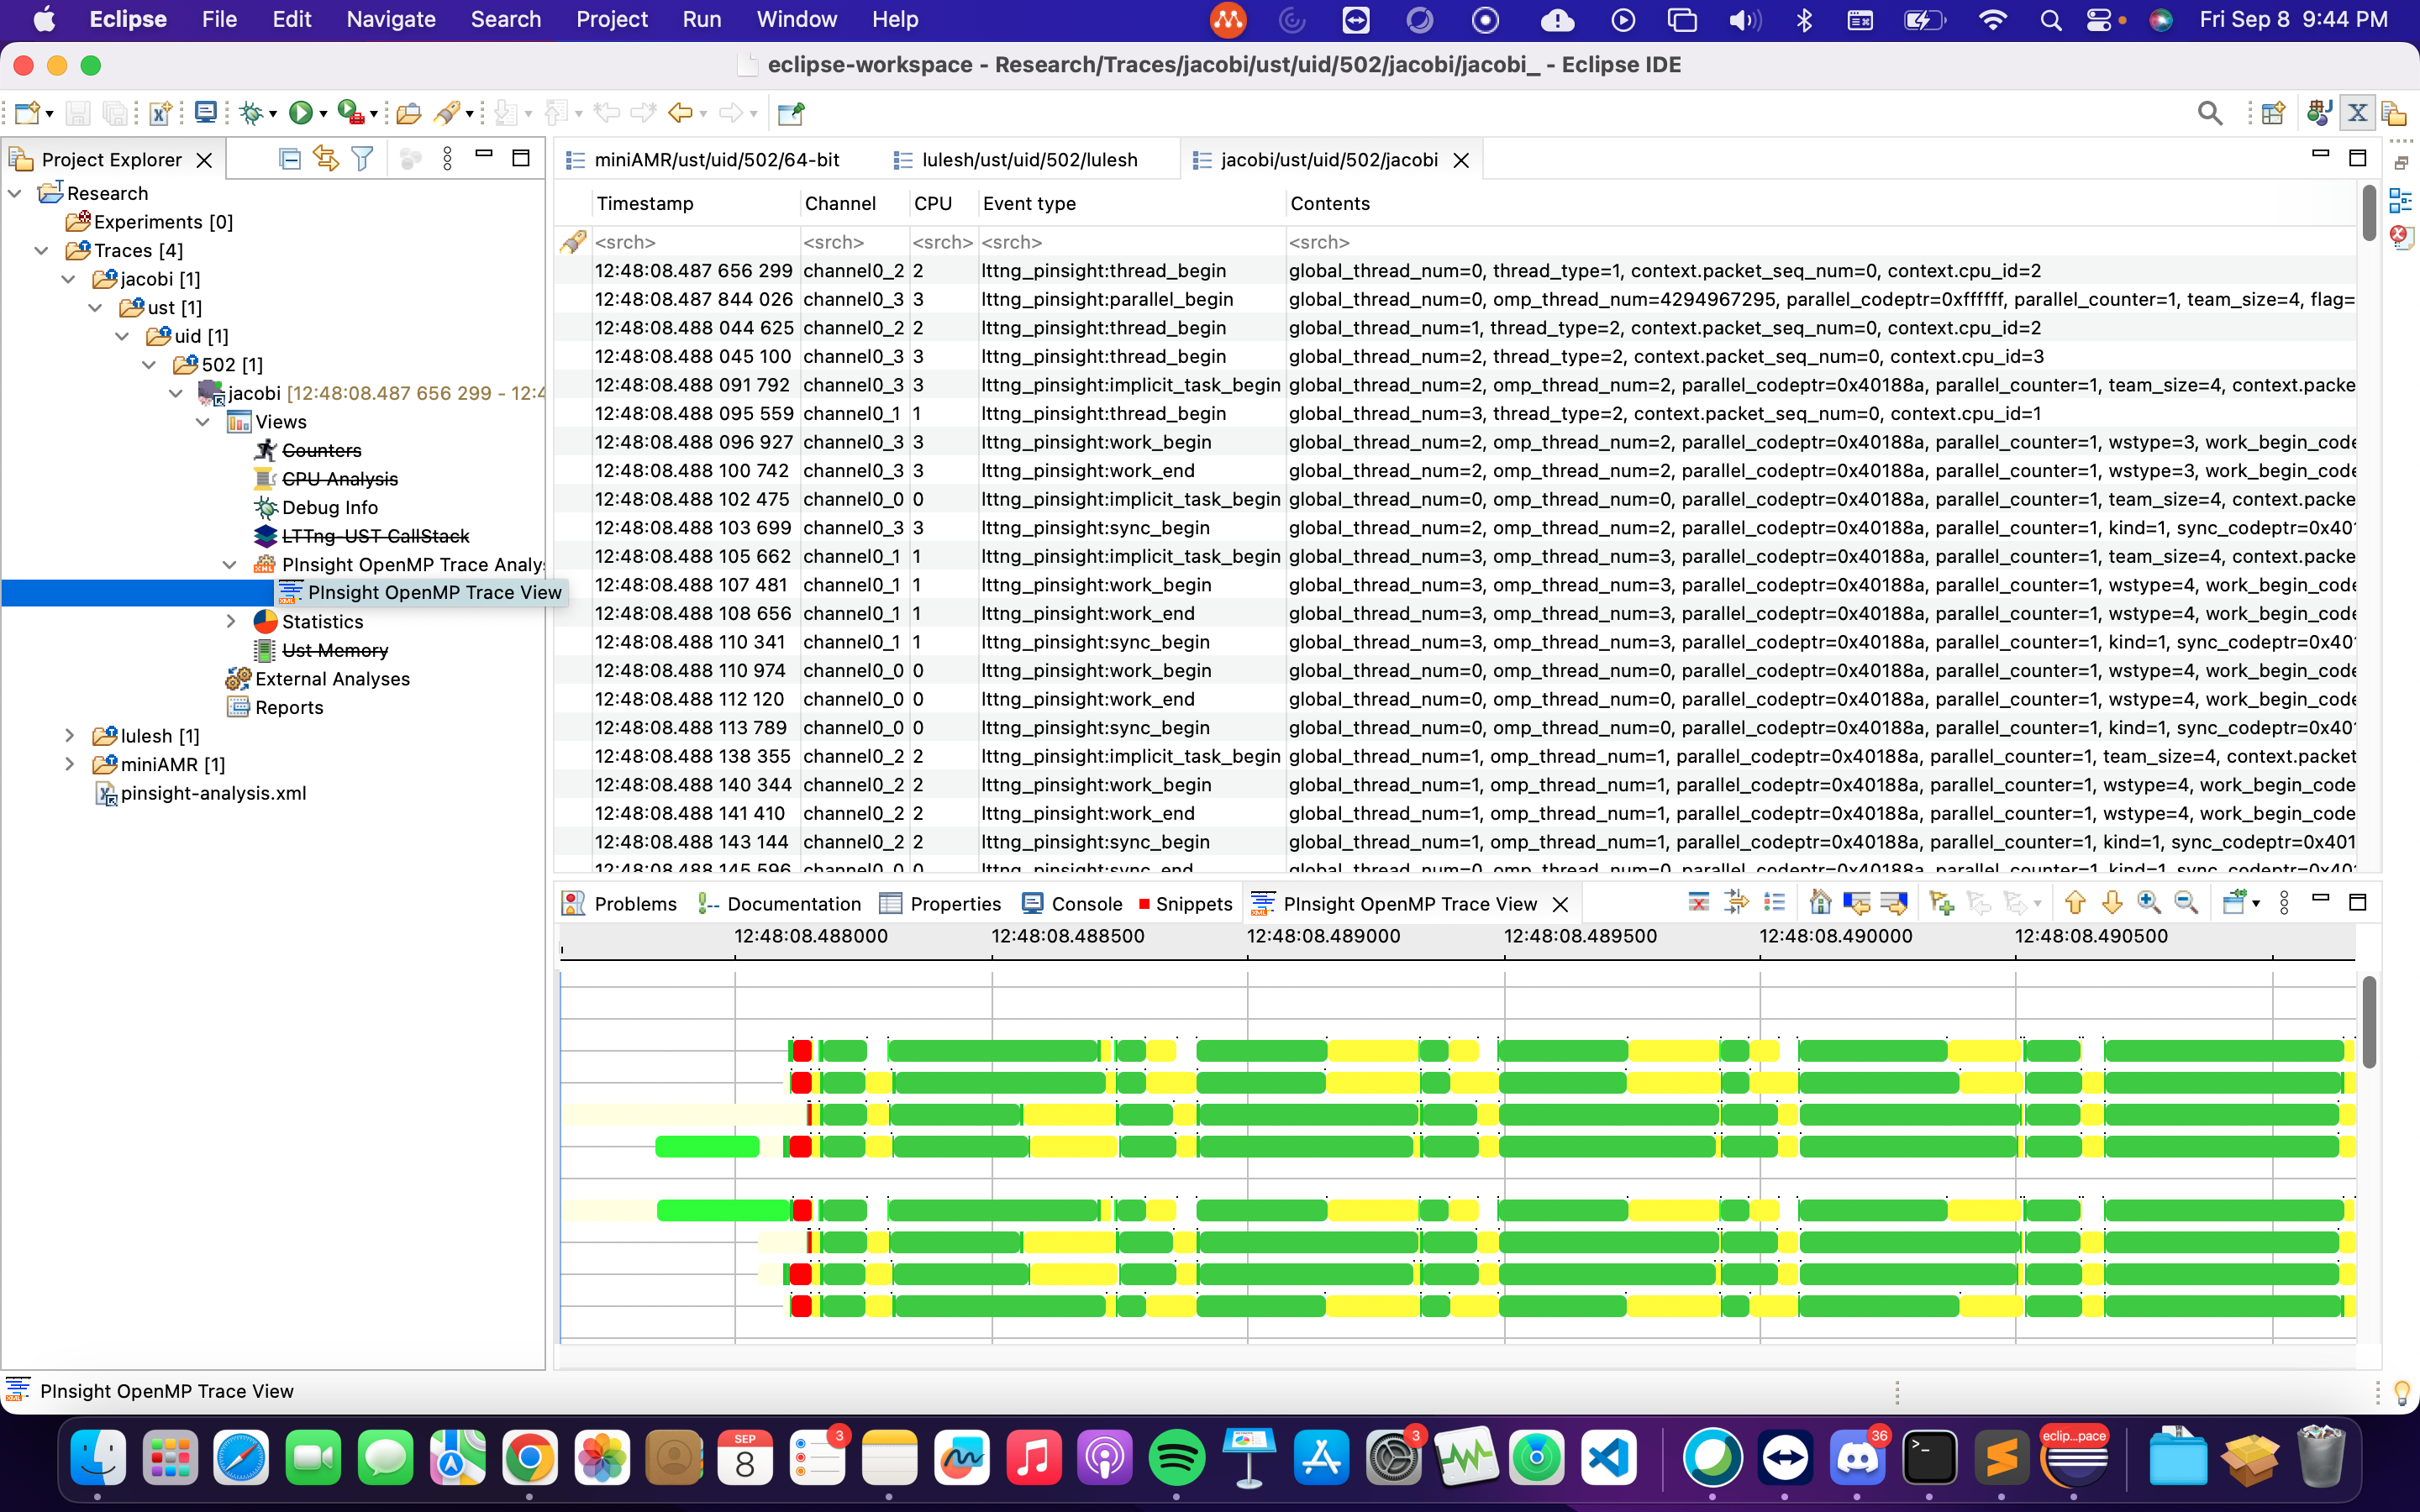 Eclipse File Edit Navigate Search Project Run Window Help Fri Sep 8 9:44 PM
eclipse-workspace - Research/Traces/jacobi/ust/uid/502/jacobi/jacobi_ - Eclipse IDE
Project Explorer
Research
Experiments [0]
Traces [4]
jacobi [1]
ust [1]
uid [1]
502 [1]
jacobi [12:48:08.487 656 299 - 12:4
Views
Counters
CPU Analysis
Debug Info
LTTng-UST CallStack
PInsight OpenMP Trace Analys
PInsight OpenMP Trace View
Statistics
Ust Memory
External Analyses
Reports
lulesh [1]
miniAMR [1]
pinsight-analysis.xml
miniAMR/ust/uid/502/64-bit lulesh/ust/uid/502/lulesh jacobi/ust/uid/502/jacobi
Timestamp Channel CPU Event type Contents
<srch> <srch> <srch> <srch> <srch>
12:48:08.487 656 299 channel0_2 2 lttng_pinsight:thread_begin global_thread_num=0, thread_type=1, context.packet_seq_num=0, context.cpu_id=2
12:48:08.487 844 026 channel0_3 3 lttng_pinsight:parallel_begin global_thread_num=0, omp_thread_num=4294967295, parallel_codeptr=0xffffff, parallel_counter=1, team_size=4, flag=
12:48:08.488 044 625 channel0_2 2 lttng_pinsight:thread_begin global_thread_num=1, thread_type=2, context.packet_seq_num=0, context.cpu_id=2
12:48:08.488 045 100 channel0_3 3 lttng_pinsight:thread_begin global_thread_num=2, thread_type=2, context.packet_seq_num=0, context.cpu_id=3
12:48:08.488 091 792 channel0_3 3 lttng_pinsight:implicit_task_begin global_thread_num=2, omp_thread_num=2, parallel_codeptr=0x40188a, parallel_counter=1, team_size=4, context.packe
12:48:08.488 095 559 channel0_1 1 lttng_pinsight:thread_begin global_thread_num=3, thread_type=2, context.packet_seq_num=0, context.cpu_id=1
12:48:08.488 096 927 channel0_3 3 lttng_pinsight:work_begin global_thread_num=2, omp_thread_num=2, parallel_codeptr=0x40188a, parallel_counter=1, wstype=3, work_begin_code
12:48:08.488 100 742 channel0_3 3 lttng_pinsight:work_end global_thread_num=2, omp_thread_num=2, parallel_codeptr=0x40188a, parallel_counter=1, wstype=3, work_begin_code
12:48:08.488 102 475 channel0_0 0 lttng_pinsight:implicit_task_begin global_thread_num=0, omp_thread_num=0, parallel_codeptr=0x40188a, parallel_counter=1, team_size=4, context.packe
12:48:08.488 103 699 channel0_3 3 lttng_pinsight:sync_begin global_thread_num=2, omp_thread_num=2, parallel_codeptr=0x40188a, parallel_counter=1, kind=1, sync_codeptr=0x401
12:48:08.488 105 662 channel0_1 1 lttng_pinsight:implicit_task_begin global_thread_num=3, omp_thread_num=3, parallel_codeptr=0x40188a, parallel_counter=1, team_size=4, context.packe
12:48:08.488 107 481 channel0_1 1 lttng_pinsight:work_begin global_thread_num=3, omp_thread_num=3, parallel_codeptr=0x40188a, parallel_counter=1, wstype=4, work_begin_code
12:48:08.488 108 656 channel0_1 1 lttng_pinsight:work_end global_thread_num=3, omp_thread_num=3, parallel_codeptr=0x40188a, parallel_counter=1, wstype=4, work_begin_code
12:48:08.488 110 341 channel0_1 1 lttng_pinsight:sync_begin global_thread_num=3, omp_thread_num=3, parallel_codeptr=0x40188a, parallel_counter=1, kind=1, sync_codeptr=0x401
12:48:08.488 110 974 channel0_0 0 lttng_pinsight:work_begin global_thread_num=0, omp_thread_num=0, parallel_codeptr=0x40188a, parallel_counter=1, wstype=4, work_begin_code
12:48:08.488 112 120 channel0_0 0 lttng_pinsight:work_end global_thread_num=0, omp_thread_num=0, parallel_codeptr=0x40188a, parallel_counter=1, wstype=4, work_begin_code
12:48:08.488 113 789 channel0_0 0 lttng_pinsight:sync_begin global_thread_num=0, omp_thread_num=0, parallel_codeptr=0x40188a, parallel_counter=1, kind=1, sync_codeptr=0x401
12:48:08.488 138 355 channel0_2 2 lttng_pinsight:implicit_task_begin global_thread_num=1, omp_thread_num=1, parallel_codeptr=0x40188a, parallel_counter=1, team_size=4, context.packet
12:48:08.488 140 344 channel0_2 2 lttng_pinsight:work_begin global_thread_num=1, omp_thread_num=1, parallel_codeptr=0x40188a, parallel_counter=1, wstype=4, work_begin_code
12:48:08.488 141 410 channel0_2 2 lttng_pinsight:work_end global_thread_num=1, omp_thread_num=1, parallel_codeptr=0x40188a, parallel_counter=1, wstype=4, work_begin_code
12:48:08.488 143 144 channel0_2 2 lttng_pinsight:sync_begin global_thread_num=1, omp_thread_num=1, parallel_codeptr=0x40188a, parallel_counter=1, kind=1, sync_codeptr=0x401
12:48:08.488 145 596 channel0_0 0 lttng_pinsight:sync_end global_thread_num=0, omp_thread_num=0, parallel_codeptr=0x40188a, parallel_counter=1, kind=1, sync_codeptr=0x401
Problems Documentation Properties Console Snippets PInsight OpenMP Trace View
12:48:08.488000 12:48:08.488500 12:48:08.489000 12:48:08.489500 12:48:08.490000 12:48:08.490500
PInsight OpenMP Trace View
SEP
8
3
3
36
eclip...pace